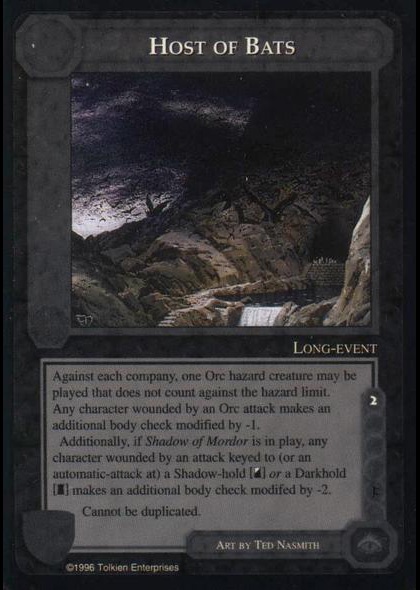 HOST OF BATS
LONG-EVENT
Against each company, one Orc hazard creature may be
played that does not count against the hazard limit.
Any character wounded by an Orc attack makes an
additional body check modified by -1.
Additionally, if Shadow of Mordor is in play, any
character wounded by an attack keyed to (or an
automatic-attack at) a Shadow-hold [] or a Darkhold
[] makes an additional body check modifed by -2.
Cannot be duplicated.
2
ART BY TED NASMITH
©1996 Tolkien Enterprises